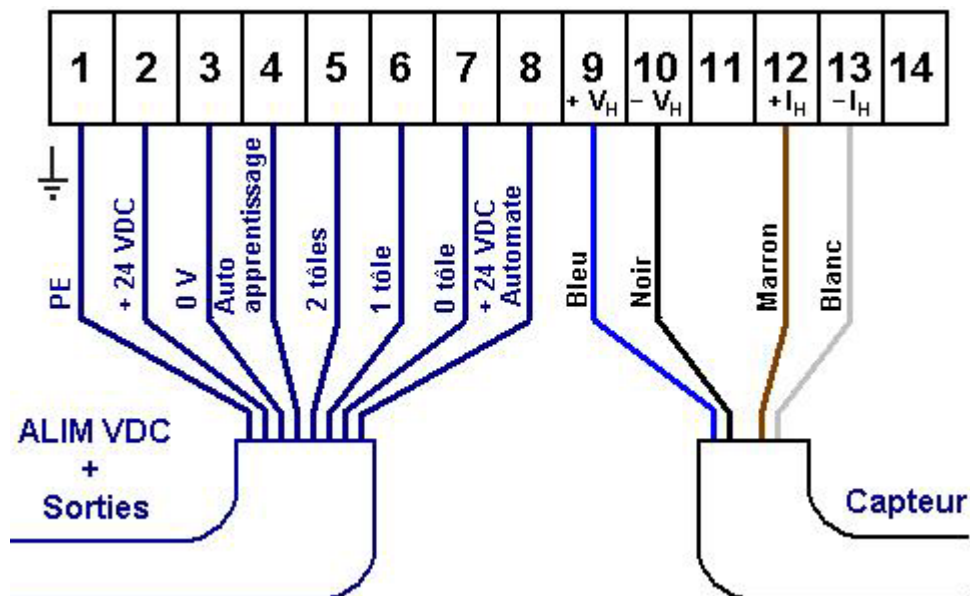 1 2 3 4 5 6 7 8 9 10 11 12 13 14
+ VH − VH +IH −IH
PE
+ 24 VDC
0 V
Auto
apprentissage
2 tôles
1 tôle
0 tôle
+ 24 VDC
Automate
Bleu
Noir
Marron
Blanc
ALIM VDC
+
Sorties
Capteur